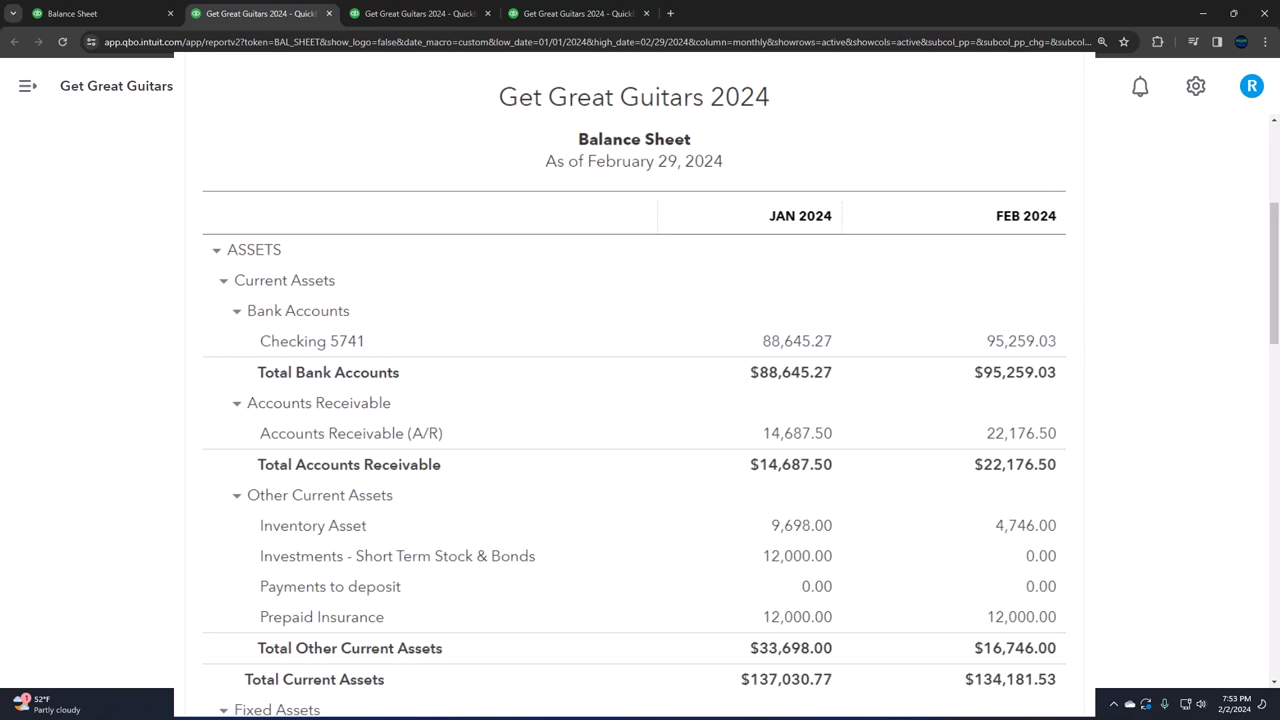 Balance Sheet
Get Great Guitars 2024 - Quick
Get Great Guitars 2024 - Quick
Get Great Guitars 2024 - Quick
app.qbo.intuit.com/app/reportv2?token=BAL_SHEET&show_logo=false&date_macro=custom&low_date=01/01/2024&high_date=02/29/2024&column=monthly&showrows=active&showcols=active&subcol_pp=&subcol_pp_chg=&subcol...
Get Great Guitars
R
Get Great Guitars 2024
Balance Sheet
As of February 29, 2024
JAN 2024 FEB 2024
ASSETS
Current Assets
Bank Accounts
Checking 5741 88,645.27 95,259.03
Total Bank Accounts $88,645.27 $95,259.03
Accounts Receivable
Accounts Receivable (A/R) 14,687.50 22,176.50
Total Accounts Receivable $14,687.50 $22,176.50
Other Current Assets
Inventory Asset 9,698.00 4,746.00
Investments - Short Term Stock & Bonds 12,000.00 0.00
Payments to deposit 0.00 0.00
Prepaid Insurance 12,000.00 12,000.00
Total Other Current Assets $33,698.00 $16,746.00
Total Current Assets $137,030.77 $134,181.53
Fixed Assets
1
52°F
Partly cloudy
7:53 PM
2/2/2024